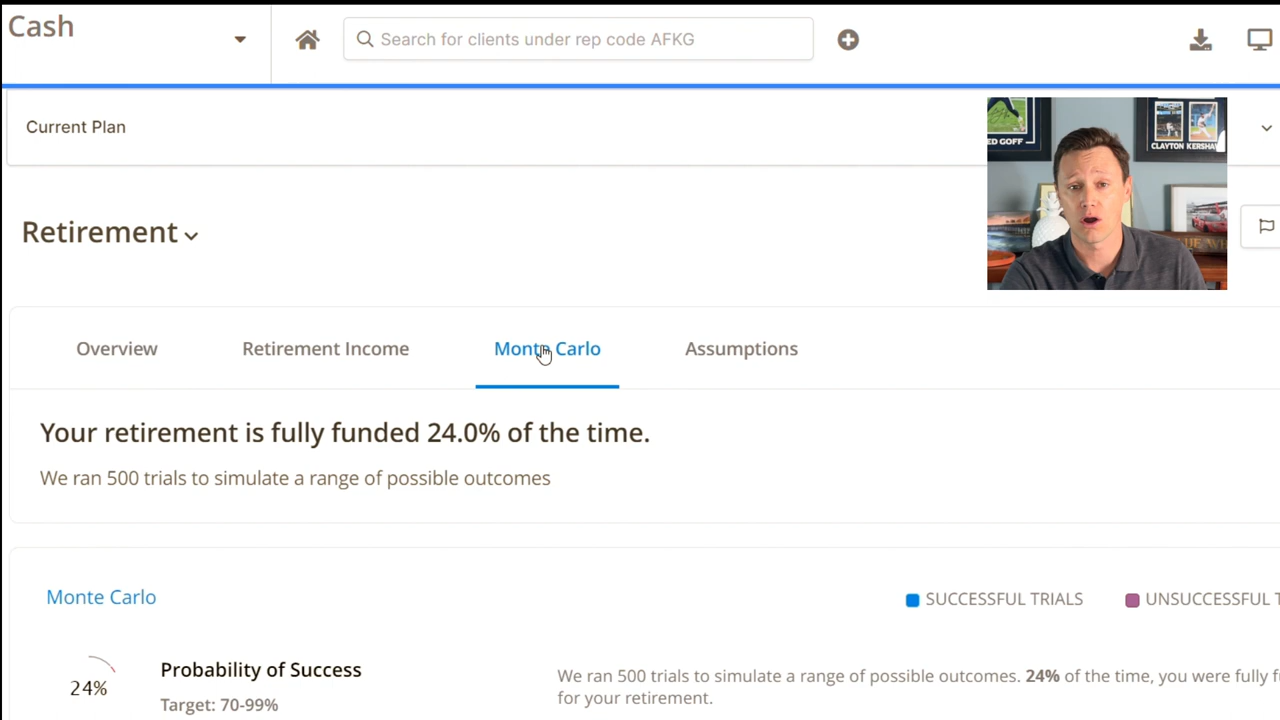 Cash
Search for clients under rep code AFKG
Current Plan
ED GOFF
CLAYTON KERSHAW
Retirement
Overview
Retirement Income
Monte Carlo
Assumptions
Your retirement is fully funded 24.0% of the time.
We ran 500 trials to simulate a range of possible outcomes
Monte Carlo
SUCCESSFUL TRIALS
UNSUCCESSFUL T
24%
Probability of Success
Target: 70-99%
We ran 500 trials to simulate a range of possible outcomes. 24% of the time, you were fully fu
for your retirement.